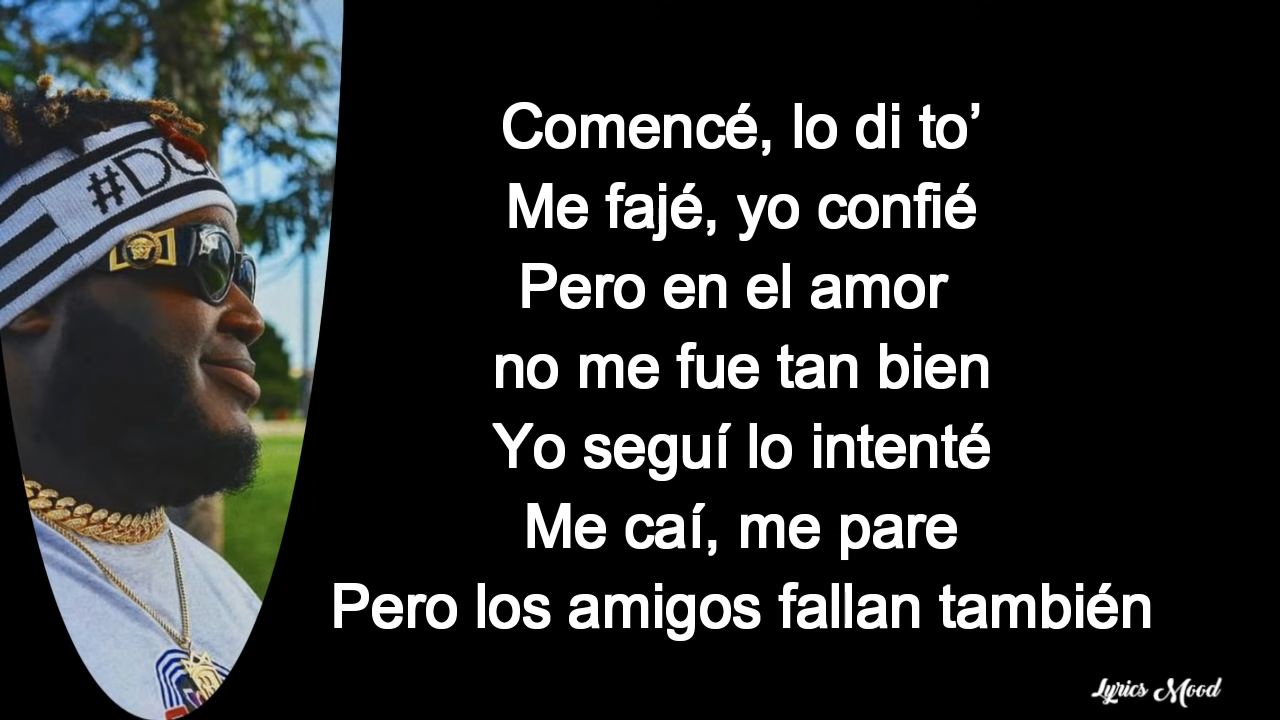 #DO
Comencé, lo di to’
Me fajé, yo confié
Pero en el amor
no me fue tan bien
Yo seguí lo intenté
Me caí, me pare
Pero los amigos fallan también
Lyrics Mood